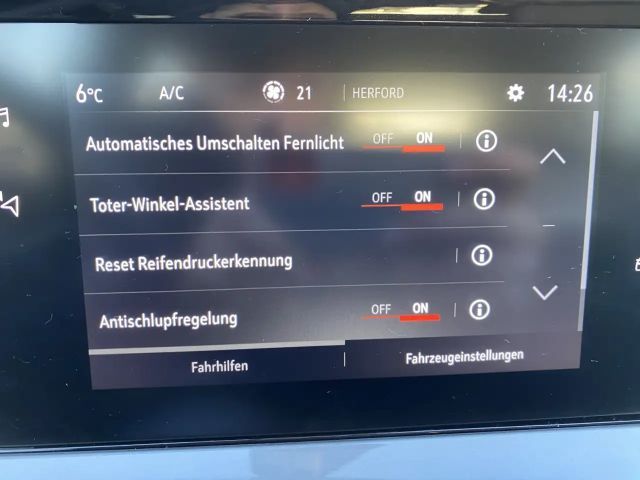 6°C A/C 21 HERFORD 14:26
Automatisches Umschalten Fernlicht OFF ON
Toter-Winkel-Assistent OFF ON
Reset Reifendruckerkennung
Antischlupfregelung OFF ON
Fahrhilfen Fahrzeugeinstellungen